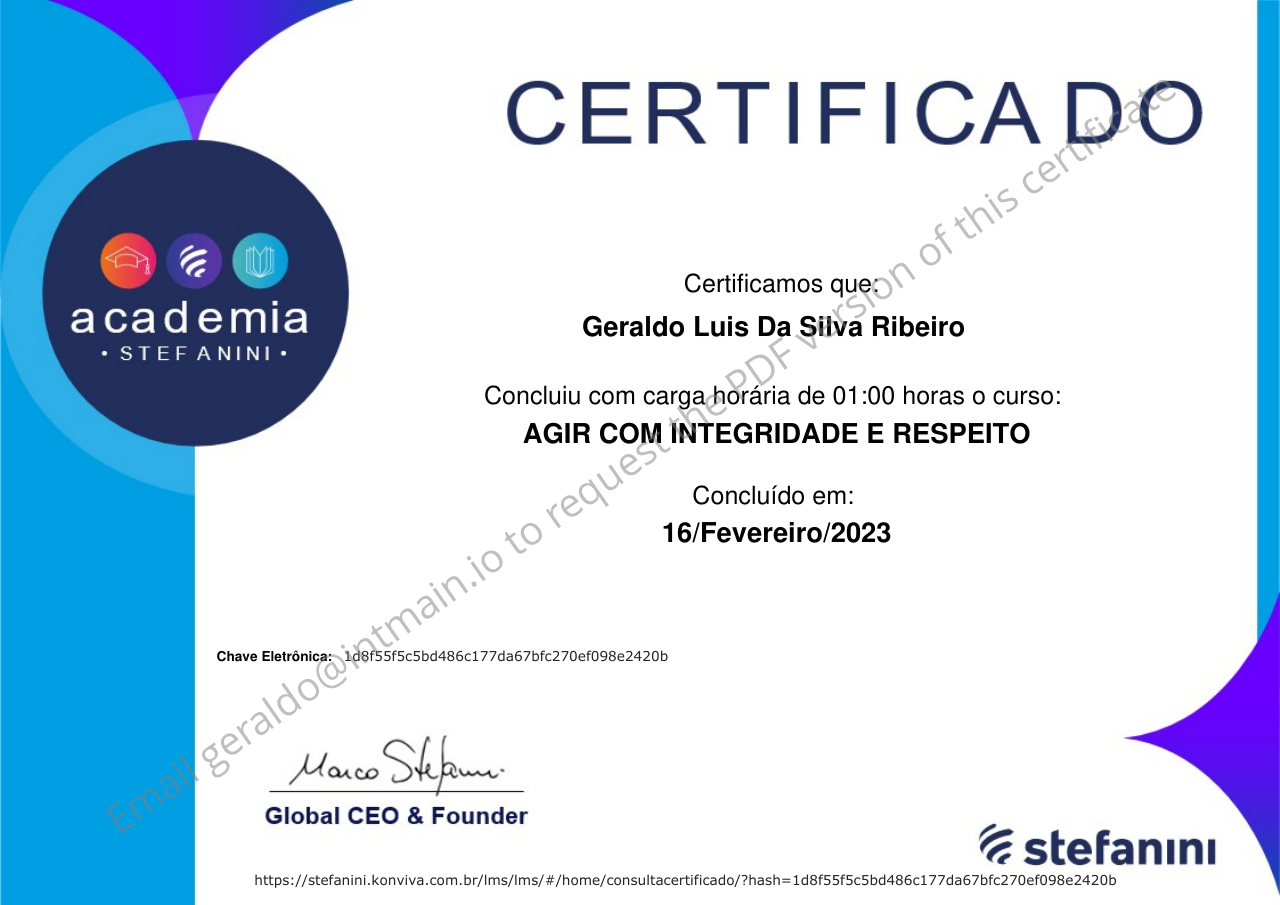 CERTIFICADO
academia
• STEFANINI •
Certificamos que:
Geraldo Luis Da Silva Ribeiro
Concluiu com carga horária de 01:00 horas o curso:
AGIR COM INTEGRIDADE E RESPEITO
Concluído em:
16/Fevereiro/2023
Email geraldo@intmain.io to request the PDF version of this certificate
Chave Eletrônica: 1d8f55f5c5bd486c177da67bfc270ef098e2420b
Marco Stefanini
Global CEO & Founder
stefanini
https://stefanini.konviva.com.br/lms/lms/#/home/consultacertificado/?hash=1d8f55f5c5bd486c177da67bfc270ef098e2420b